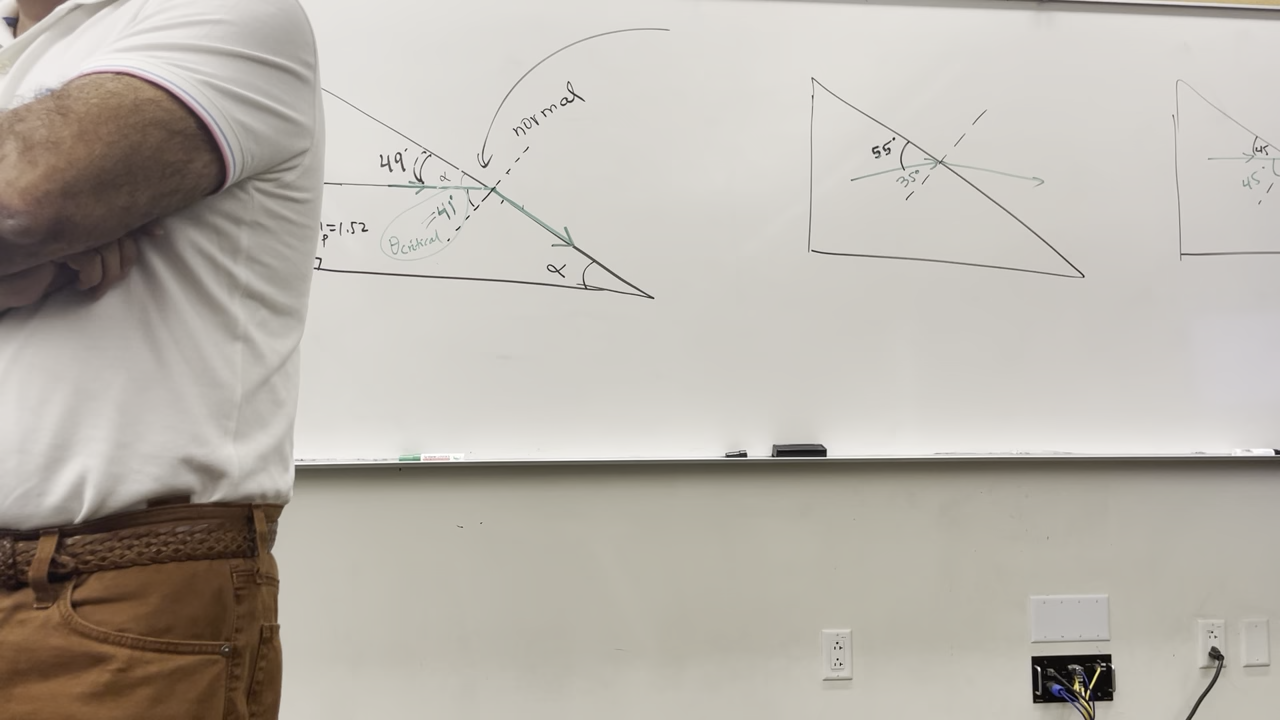 normal
49°
α
=41°
θcritical
=1.52
α
55°
35°
45
45°